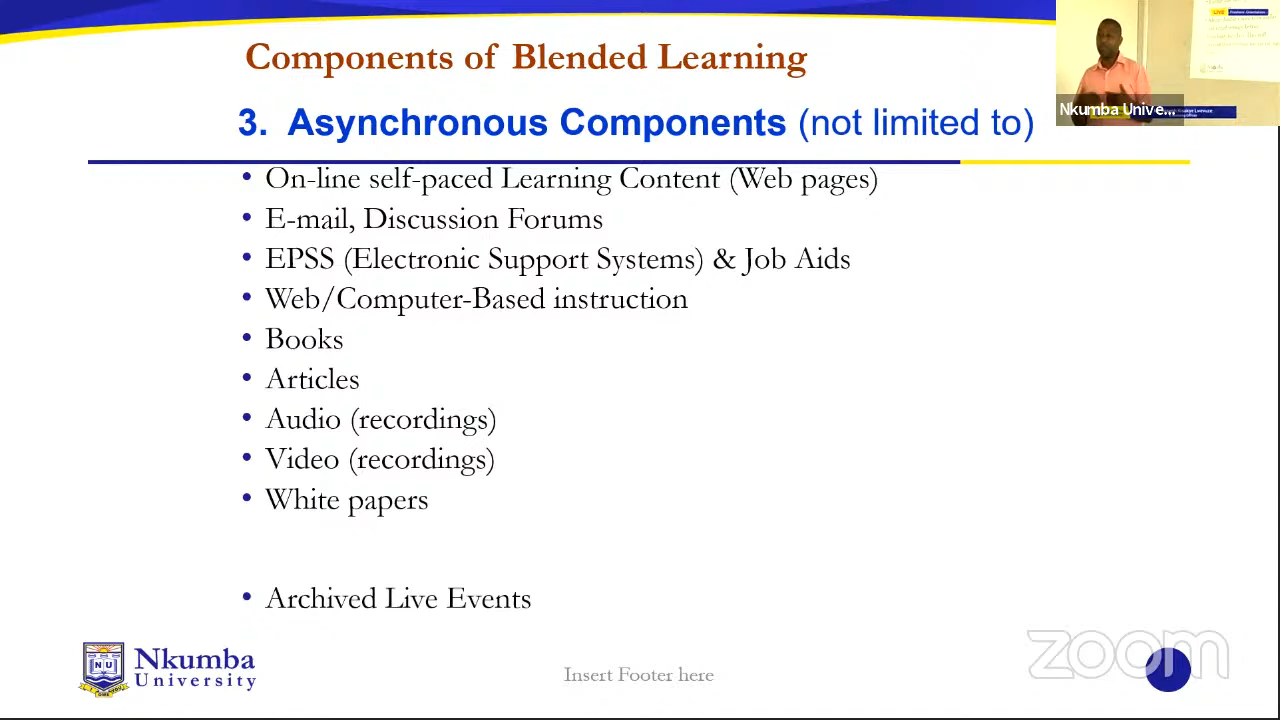 Components of Blended Learning
3. Asynchronous Components (not limited to)
• On-line self-paced Learning Content (Web pages)
• E-mail, Discussion Forums
• EPSS (Electronic Support Systems) & Job Aids
• Web/Computer-Based instruction
• Books
• Articles
• Audio (recordings)
• Video (recordings)
• White papers
• Archived Live Events
Nkumba
University
Insert Footer here
zoom
LIVE
Nkumba Unive...
NU